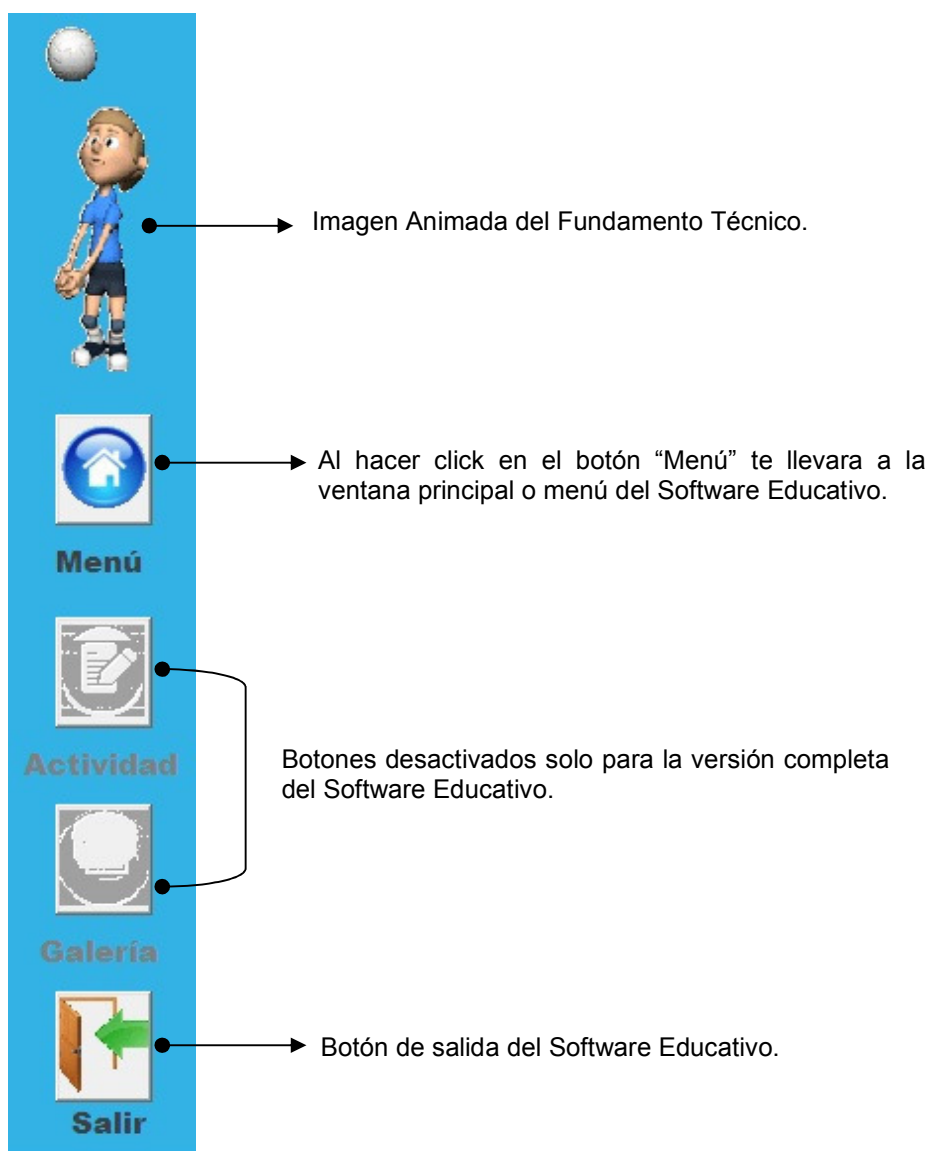 Imagen Animada del Fundamento Técnico.
Al hacer click en el botón “Menú” te llevara a la
ventana principal o menú del Software Educativo.
Menú
Actividad
Botones desactivados solo para la versión completa
del Software Educativo.
Galería
Botón de salida del Software Educativo.
Salir